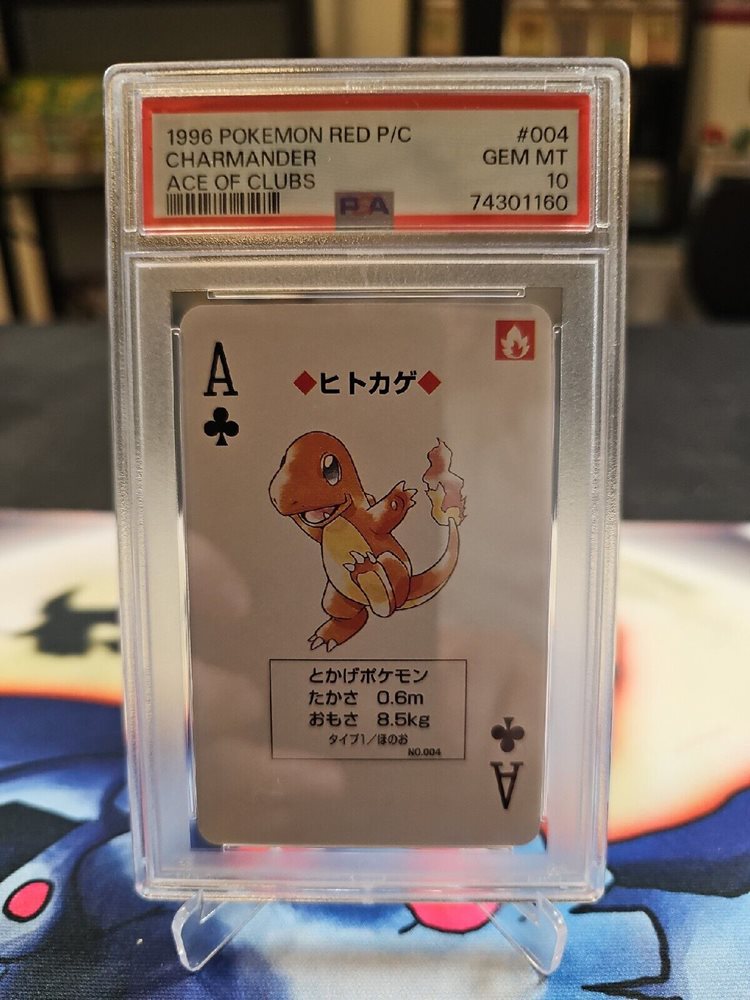 1996 POKEMON RED P/C #004
CHARMANDER GEM MT
ACE OF CLUBS 10
PSA 74301160
A
◆ヒトカゲ◆
とかげポケモン
たかさ 0.6m
おもさ 8.5kg
タイプ1/ほのお
NO.004
A